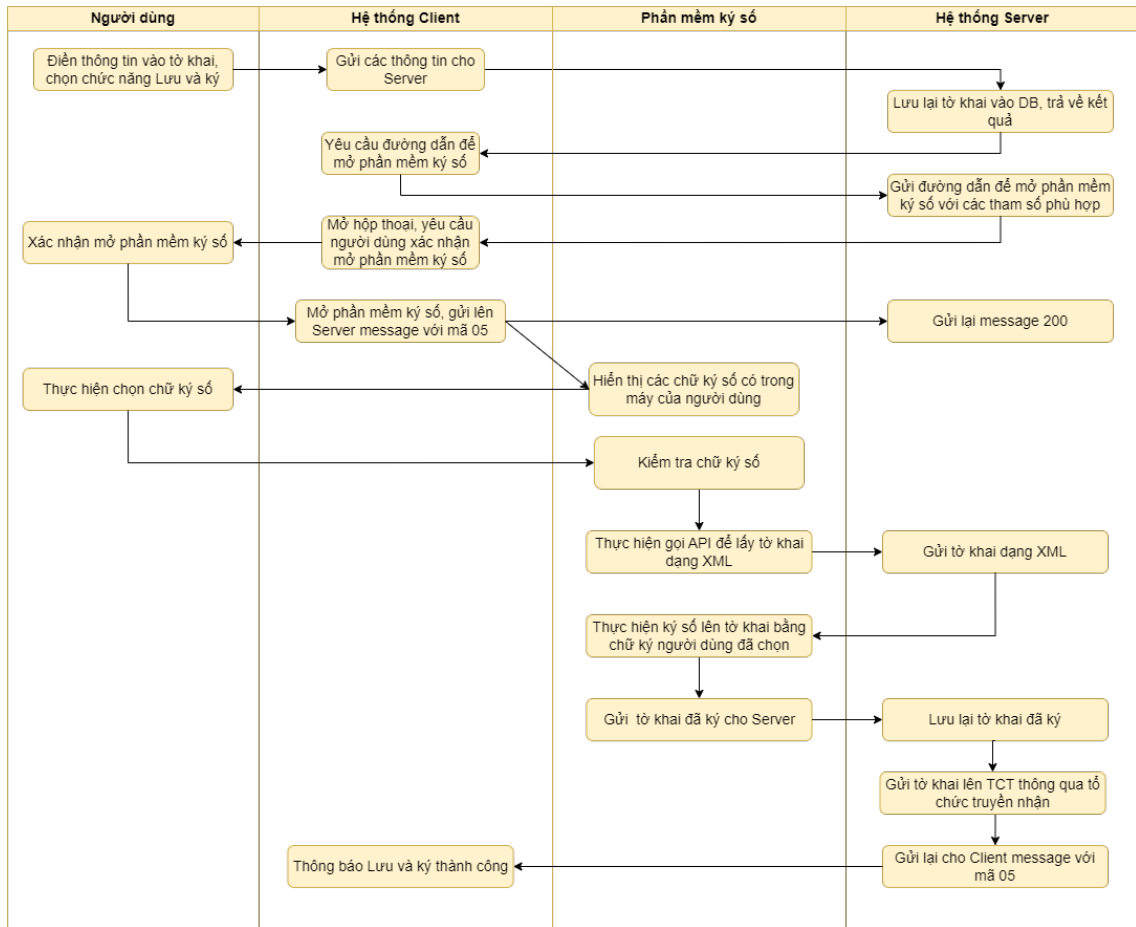 Người dùng
Hệ thống Client
Phần mềm ký số
Hệ thống Server
Điền thông tin vào tờ khai,
chọn chức năng Lưu và ký
Gửi các thông tin cho
Server
Lưu lại tờ khai vào DB, trả về kết
quả
Yêu cầu đường dẫn để
mở phần mềm ký số
Gửi đường dẫn để mở phần mềm
ký số với các tham số phù hợp
Mở hộp thoại, yêu cầu
người dùng xác nhận
mở phần mềm ký số
Xác nhận mở phần mềm ký số
Mở phần mềm ký số, gửi lên
Server message với mã 05
Gửi lại message 200
Hiển thị các chữ ký số có trong
máy của người dùng
Thực hiện chọn chữ ký số
Kiểm tra chữ ký số
Thực hiện gọi API để lấy tờ khai
dạng XML
Gửi tờ khai dạng XML
Thực hiện ký số lên tờ khai bằng
chữ ký người dùng đã chọn
Gửi tờ khai đã ký cho Server
Lưu lại tờ khai đã ký
Gửi tờ khai lên TCT thông qua tổ
chức truyền nhận
Gửi lại cho Client message với
mã 05
Thông báo Lưu và ký thành công